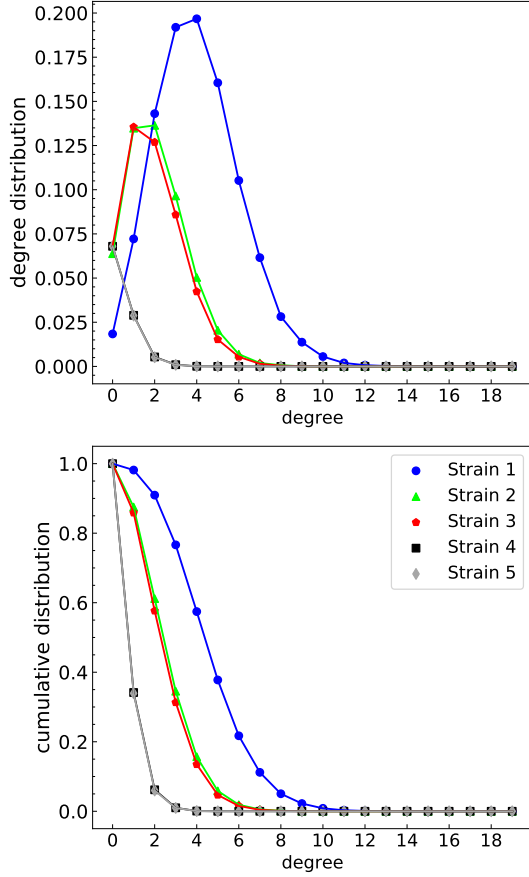 0.200
0.175
0.150
0.125
0.100
0.075
0.050
0.025
0.000
degree distribution
0 2 4 6 8 10 12 14 16 18
degree
1.0
0.8
0.6
0.4
0.2
0.0
cumulative distribution
Strain 1
Strain 2
Strain 3
Strain 4
Strain 5
0 2 4 6 8 10 12 14 16 18
degree